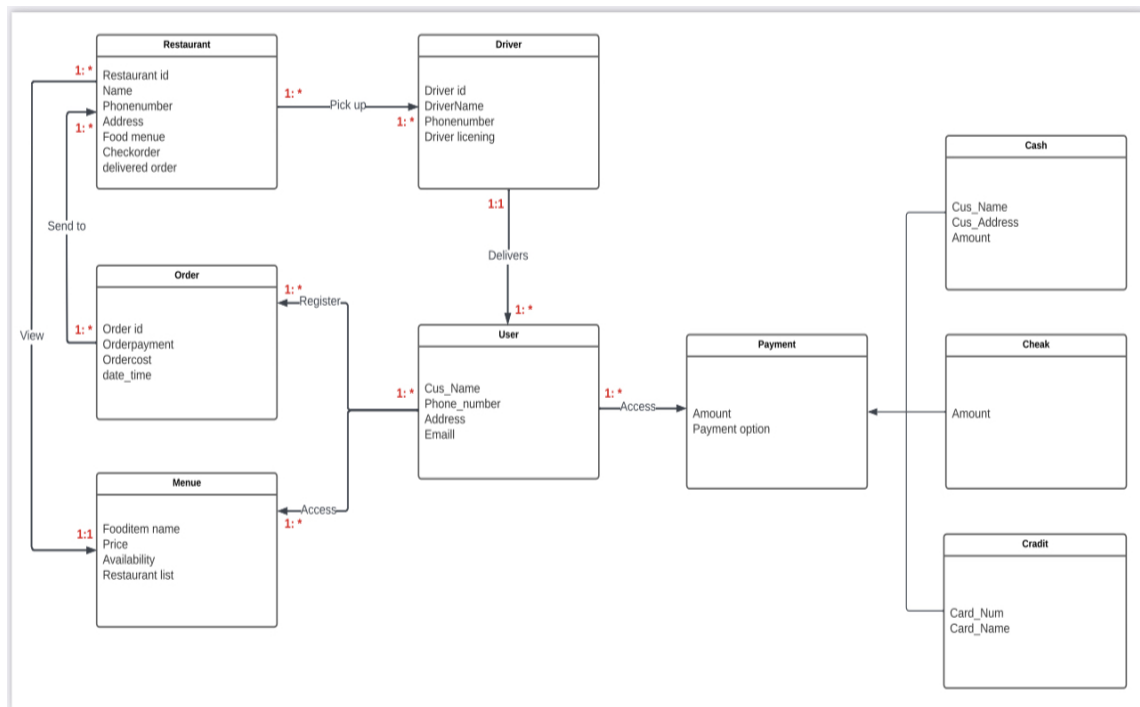 Restaurant
Restaurant id
Name
Phonenumber
Address
Food menue
Checkorder
delivered order
1: *
1: *
1: *
Pick up
1: *
Driver
Driver id
DriverName
Phonenumber
Driver licening
1:1
Delivers
1: *
Send to
View
Order
Order id
Orderpayment
Ordercost
date_time
1: *
1: *
Register
User
Cus_Name
Phone_number
Address
Emaill
1: *
1: *
Access
Payment
Amount
Payment option
Menue
Fooditem name
Price
Availability
Restaurant list
1:1
Access
1: *
Cash
Cus_Name
Cus_Address
Amount
Cheak
Amount
Cradit
Card_Num
Card_Name